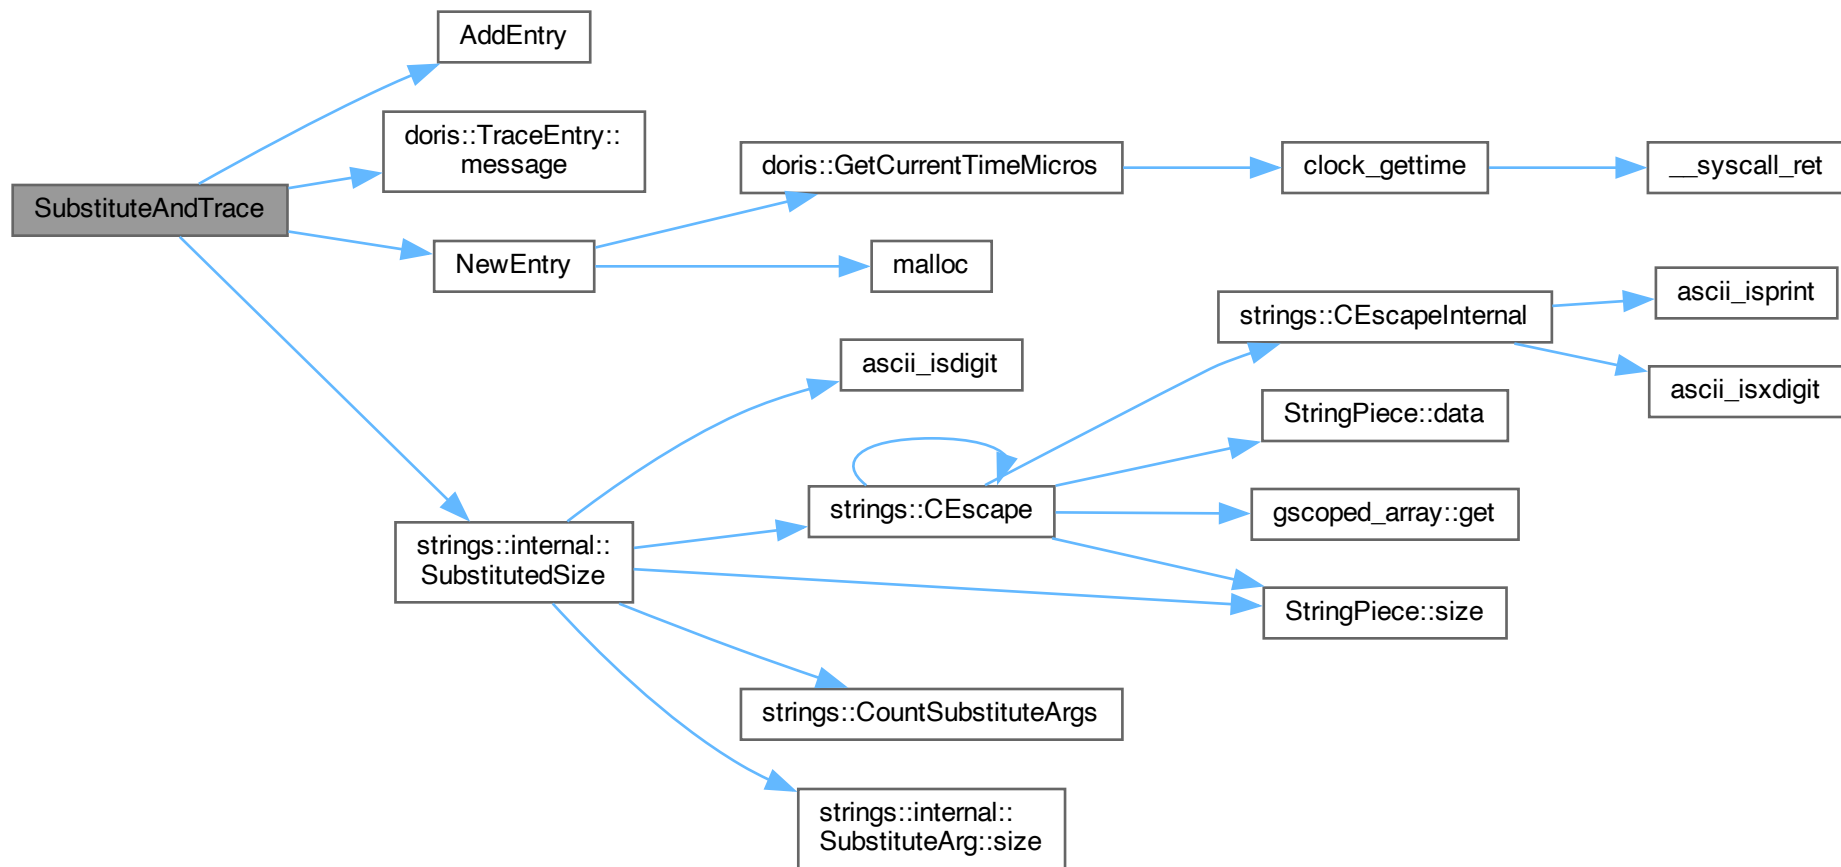 AddEntry
doris::TraceEntry::
message
SubstituteAndTrace
doris::GetCurrentTimeMicros
clock_gettime
__syscall_ret
NewEntry
malloc
strings::CEscapeInternal
ascii_isprint
ascii_isdigit
ascii_isxdigit
StringPiece::data
strings::CEscape
gscoped_array::get
strings::internal::
SubstitutedSize
StringPiece::size
strings::CountSubstituteArgs
strings::internal::
SubstituteArg::size